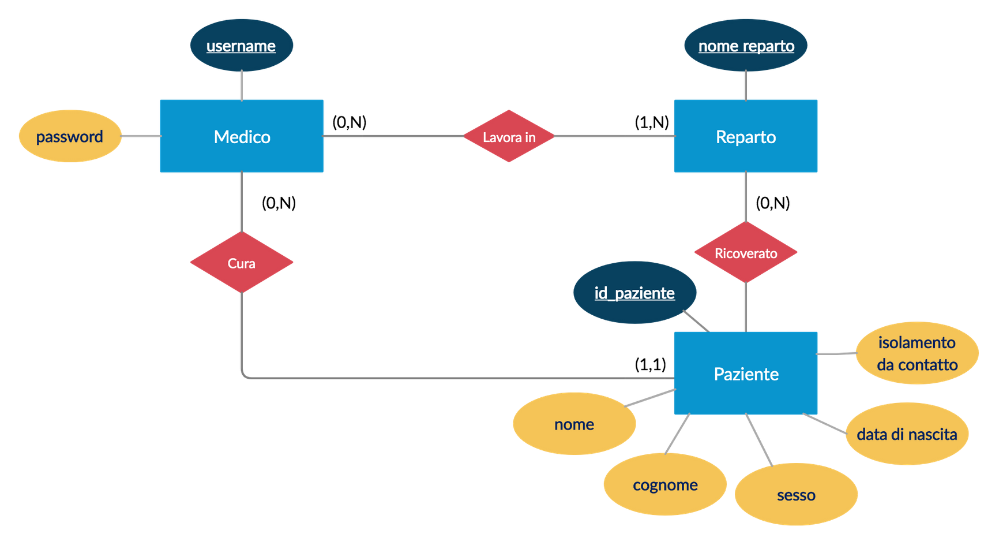 username
nome reparto
password
Medico
(0,N)
Lavora in
(1,N)
Reparto
(0,N)
(0,N)
Cura
Ricoverato
id_paziente
isolamento
da contatto
(1,1)
Paziente
nome
data di nascita
cognome
sesso